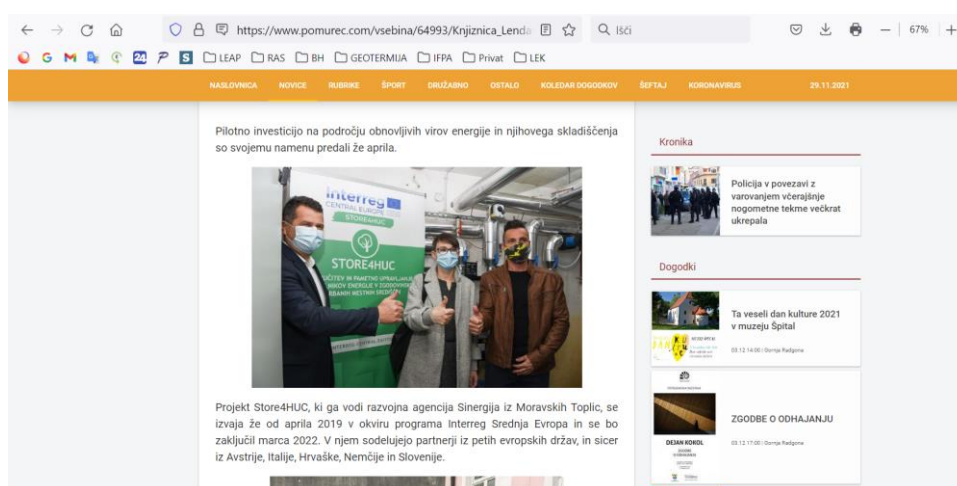 https://www.pomurec.com/vsebina/64993/Knjiznica_Lenda
Išči
67%
LEAP RAS BH GEOTERMIJA IFPA Privat LEK
NASLOVNICA NOVICE RUBRIKE ŠPORT DRUŽABNO OSTALO KOLEDAR DOGODKOV ŠEFTAJ KORONAVIRUS 29.11.2021
Pilotno investicijo na področju obnovljivih virov energije in njihovega skladiščenja
so svojemu namenu predali že aprila.
Interreg
CENTRAL EUROPE
STORE4HUC
STORE4HUC
Projekt Store4HUC, ki ga vodi razvojna agencija Sinergija iz Moravskih Toplic, se
izvaja že od aprila 2019 v okviru programa Interreg Srednja Evropa in se bo
zaključil marca 2022. V njem sodelujejo partnerji iz petih evropskih držav, in sicer
iz Avstrije, Italije, Hrvaške, Nemčije in Slovenije.
Kronika
Policija v povezavi z
varovanjem včerajšnje
nogometne tekme večkrat
ukrepala
Dogodki
Ta veseli dan kulture 2021
v muzeju Špital
03.12 14:00 | Gornja Radgona
ZGODBE O ODHAJANJU
03.12 17:00 | Gornja Radgona
DEJAN KOKOL